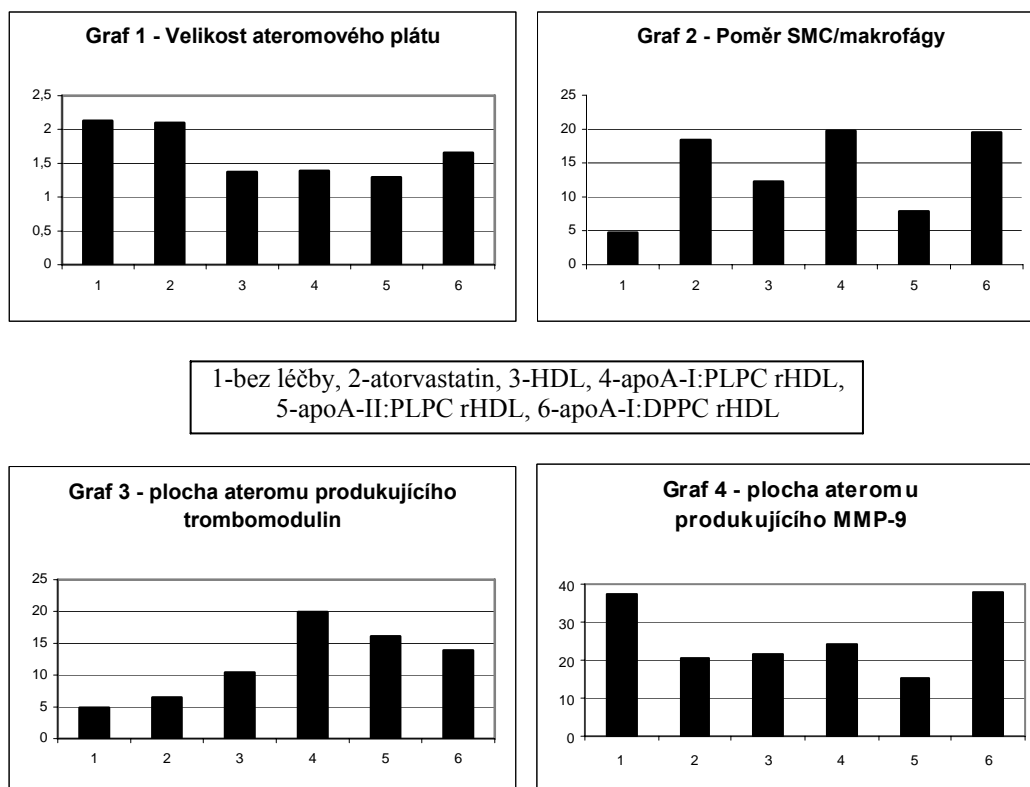 Graf 1 - Velikost ateromového plátu
2,5
2
1,5
1
0,5
0
1 2 3 4 5 6
Graf 2 - Poměr SMC/makrofágy
25
20
15
10
5
0
1 2 3 4 5 6
1-bez léčby, 2-atorvastatin, 3-HDL, 4-apoA-I:PLPC rHDL,
5-apoA-II:PLPC rHDL, 6-apoA-I:DPPC rHDL
Graf 3 - plocha ateromu produkujícího
trombomodulin
25
20
15
10
5
0
1 2 3 4 5 6
Graf 4 - plocha ateromu
produkujícího MMP-9
40
30
20
10
0
1 2 3 4 5 6